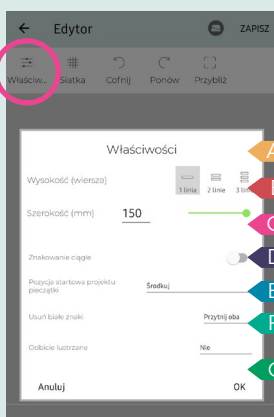 Edytor
ZAPISZ
Właściw... Siatka Cofnij Ponów Przybliż
Właściwości
A
Wysokość (wiersza)
1 linia 2 linie 3 lini
B
Szerokość (mm) 150
C
Znakowanie ciągłe
D
Pozycja startowa projektu
pieczątki
Środkuj
E
Usuń białe znaki
Przytnij oba
F
Odbicie lustrzane
Nie
G
Anuluj OK